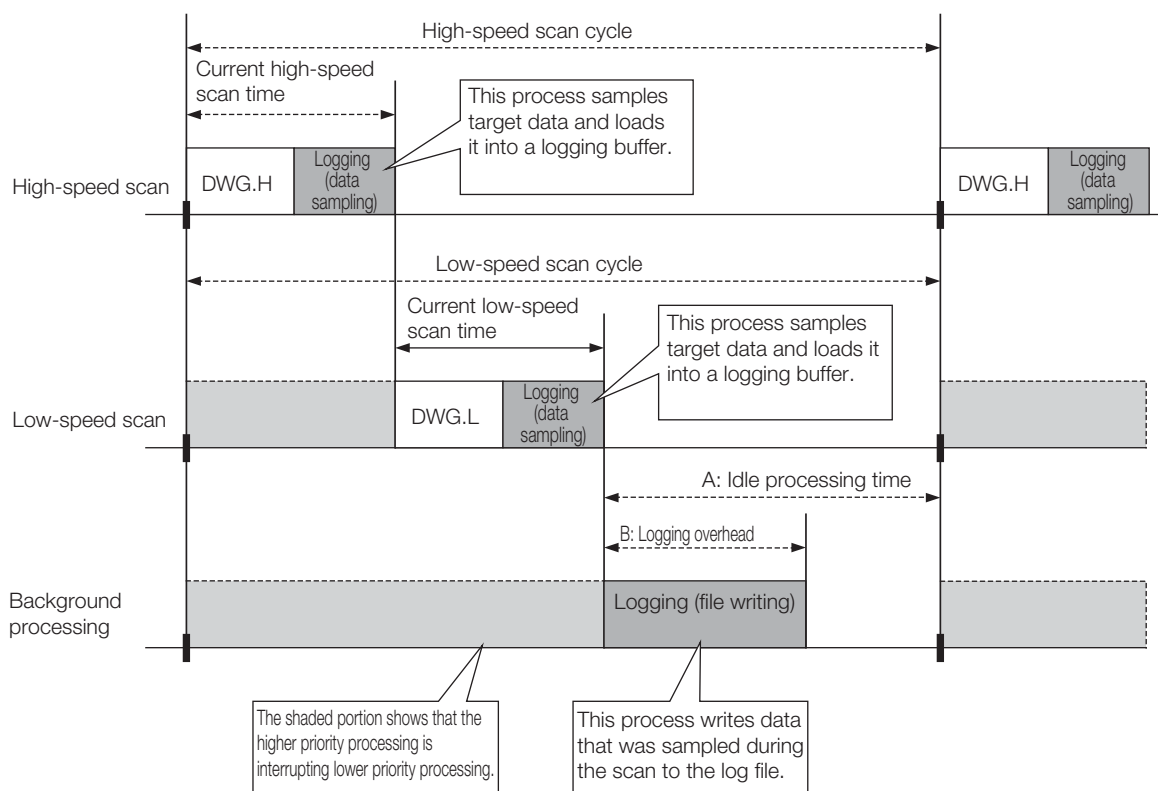 High-speed scan cycle
Current high-speed
scan time
This process samples
target data and loads
it into a logging buffer.
High-speed scan
DWG.H
Logging
(data
sampling)
DWG.H
Logging
(data
sampling)
Low-speed scan cycle
Current low-speed
scan time
This process samples
target data and loads it
into a logging buffer.
Low-speed scan
DWG.L
Logging
(data
sampling)
A: Idle processing time
B: Logging overhead
Background
processing
Logging (file writing)
The shaded portion shows that the
higher priority processing is
interrupting lower priority processing.
This process writes data
that was sampled during
the scan to the log file.